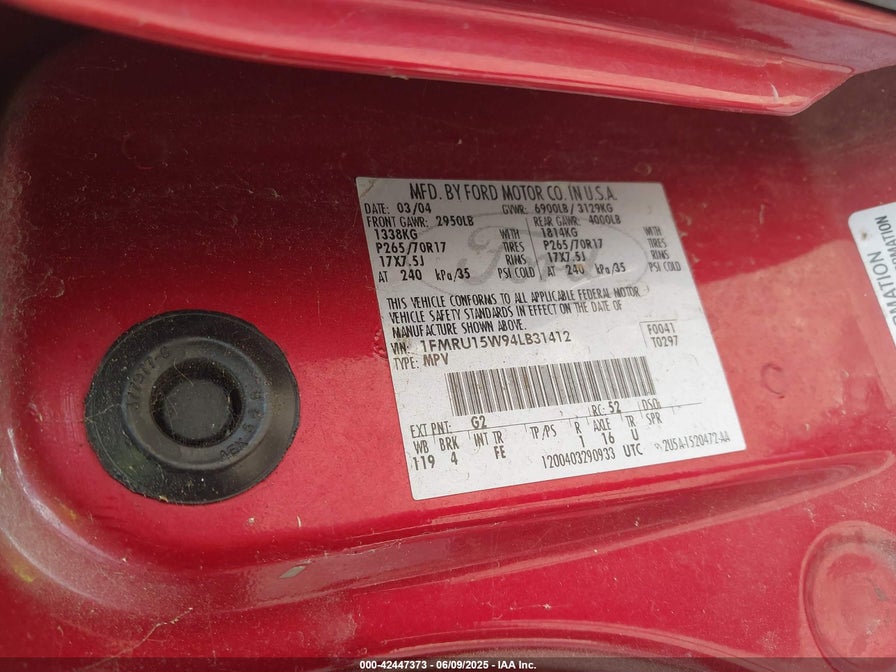 MFD. BY FORD MOTOR CO. IN U.S.A.
DATE: 03/04 GVWR: 6900LB / 3129KG
FRONT GAWR: 2950LB REAR GAWR: 4000LB
1338KG WITH 1814KG WITH
P265/70R17 TIRES P265/70R17 TIRES
17X7.5J RIMS 17X7.5J RIMS
AT 240 kPa/35 PSI COLD AT 240 kPa/35 PSI COLD
THIS VEHICLE CONFORMS TO ALL APPLICABLE FEDERAL MOTOR
VEHICLE SAFETY STANDARDS IN EFFECT ON THE DATE OF
MANUFACTURE SHOWN ABOVE.
VIN: 1FMRU15W94LB31412 F0041
TYPE: MPV T0297
EXT PNT: G2 RC: 52 DSO:
WB BRK INT TR TP/PS R AXLE TR SPR
119 4 FE 1 16 U
1200403290933 UTC 2U5A-1520472-AA
Ford
MATION
ORMATION
000-42447373 - 06/09/2025 - IAA Inc.